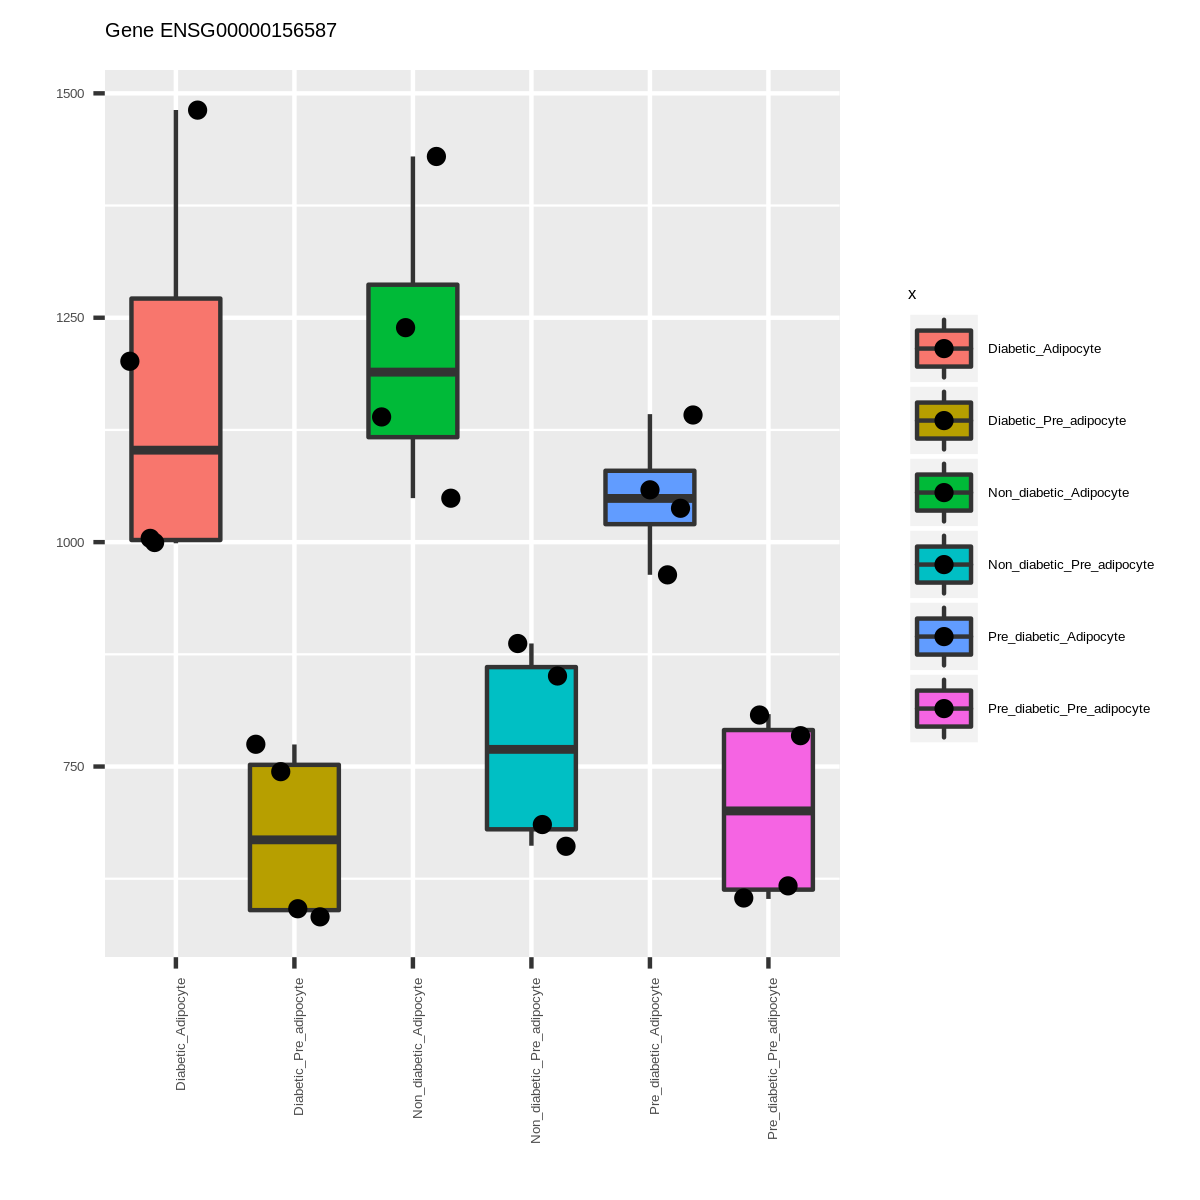 Gene ENSG00000156587
1500
1250
1000
750
Diabetic_Adipocyte
Diabetic_Pre_adipocyte
Non_diabetic_Adipocyte
Non_diabetic_Pre_adipocyte
Pre_diabetic_Adipocyte
Pre_diabetic_Pre_adipocyte
x
Diabetic_Adipocyte
Diabetic_Pre_adipocyte
Non_diabetic_Adipocyte
Non_diabetic_Pre_adipocyte
Pre_diabetic_Adipocyte
Pre_diabetic_Pre_adipocyte